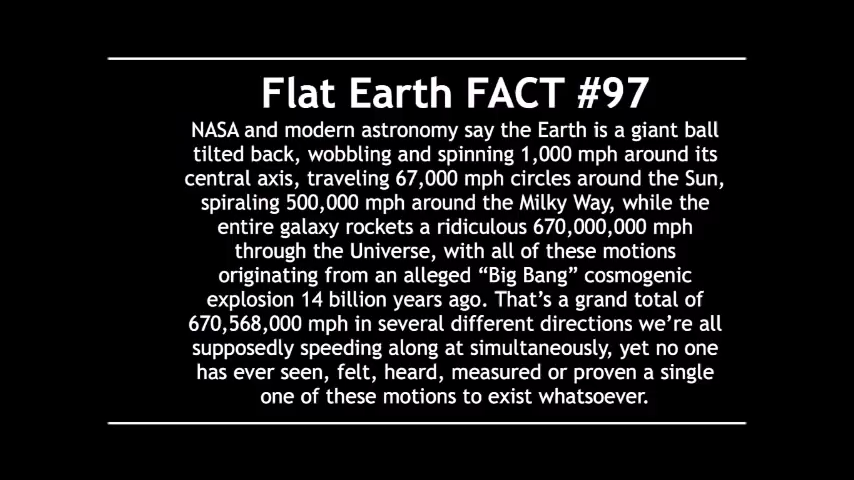 Flat Earth FACT #97
NASA and modern astronomy say the Earth is a giant ball
tilted back, wobbling and spinning 1,000 mph around its
central axis, traveling 67,000 mph circles around the Sun,
spiraling 500,000 mph around the Milky Way, while the
entire galaxy rockets a ridiculous 670,000,000 mph
through the Universe, with all of these motions
originating from an alleged “Big Bang” cosmogenic
explosion 14 billion years ago. That’s a grand total of
670,568,000 mph in several different directions we’re all
supposedly speeding along at simultaneously, yet no one
has ever seen, felt, heard, measured or proven a single
one of these motions to exist whatsoever.